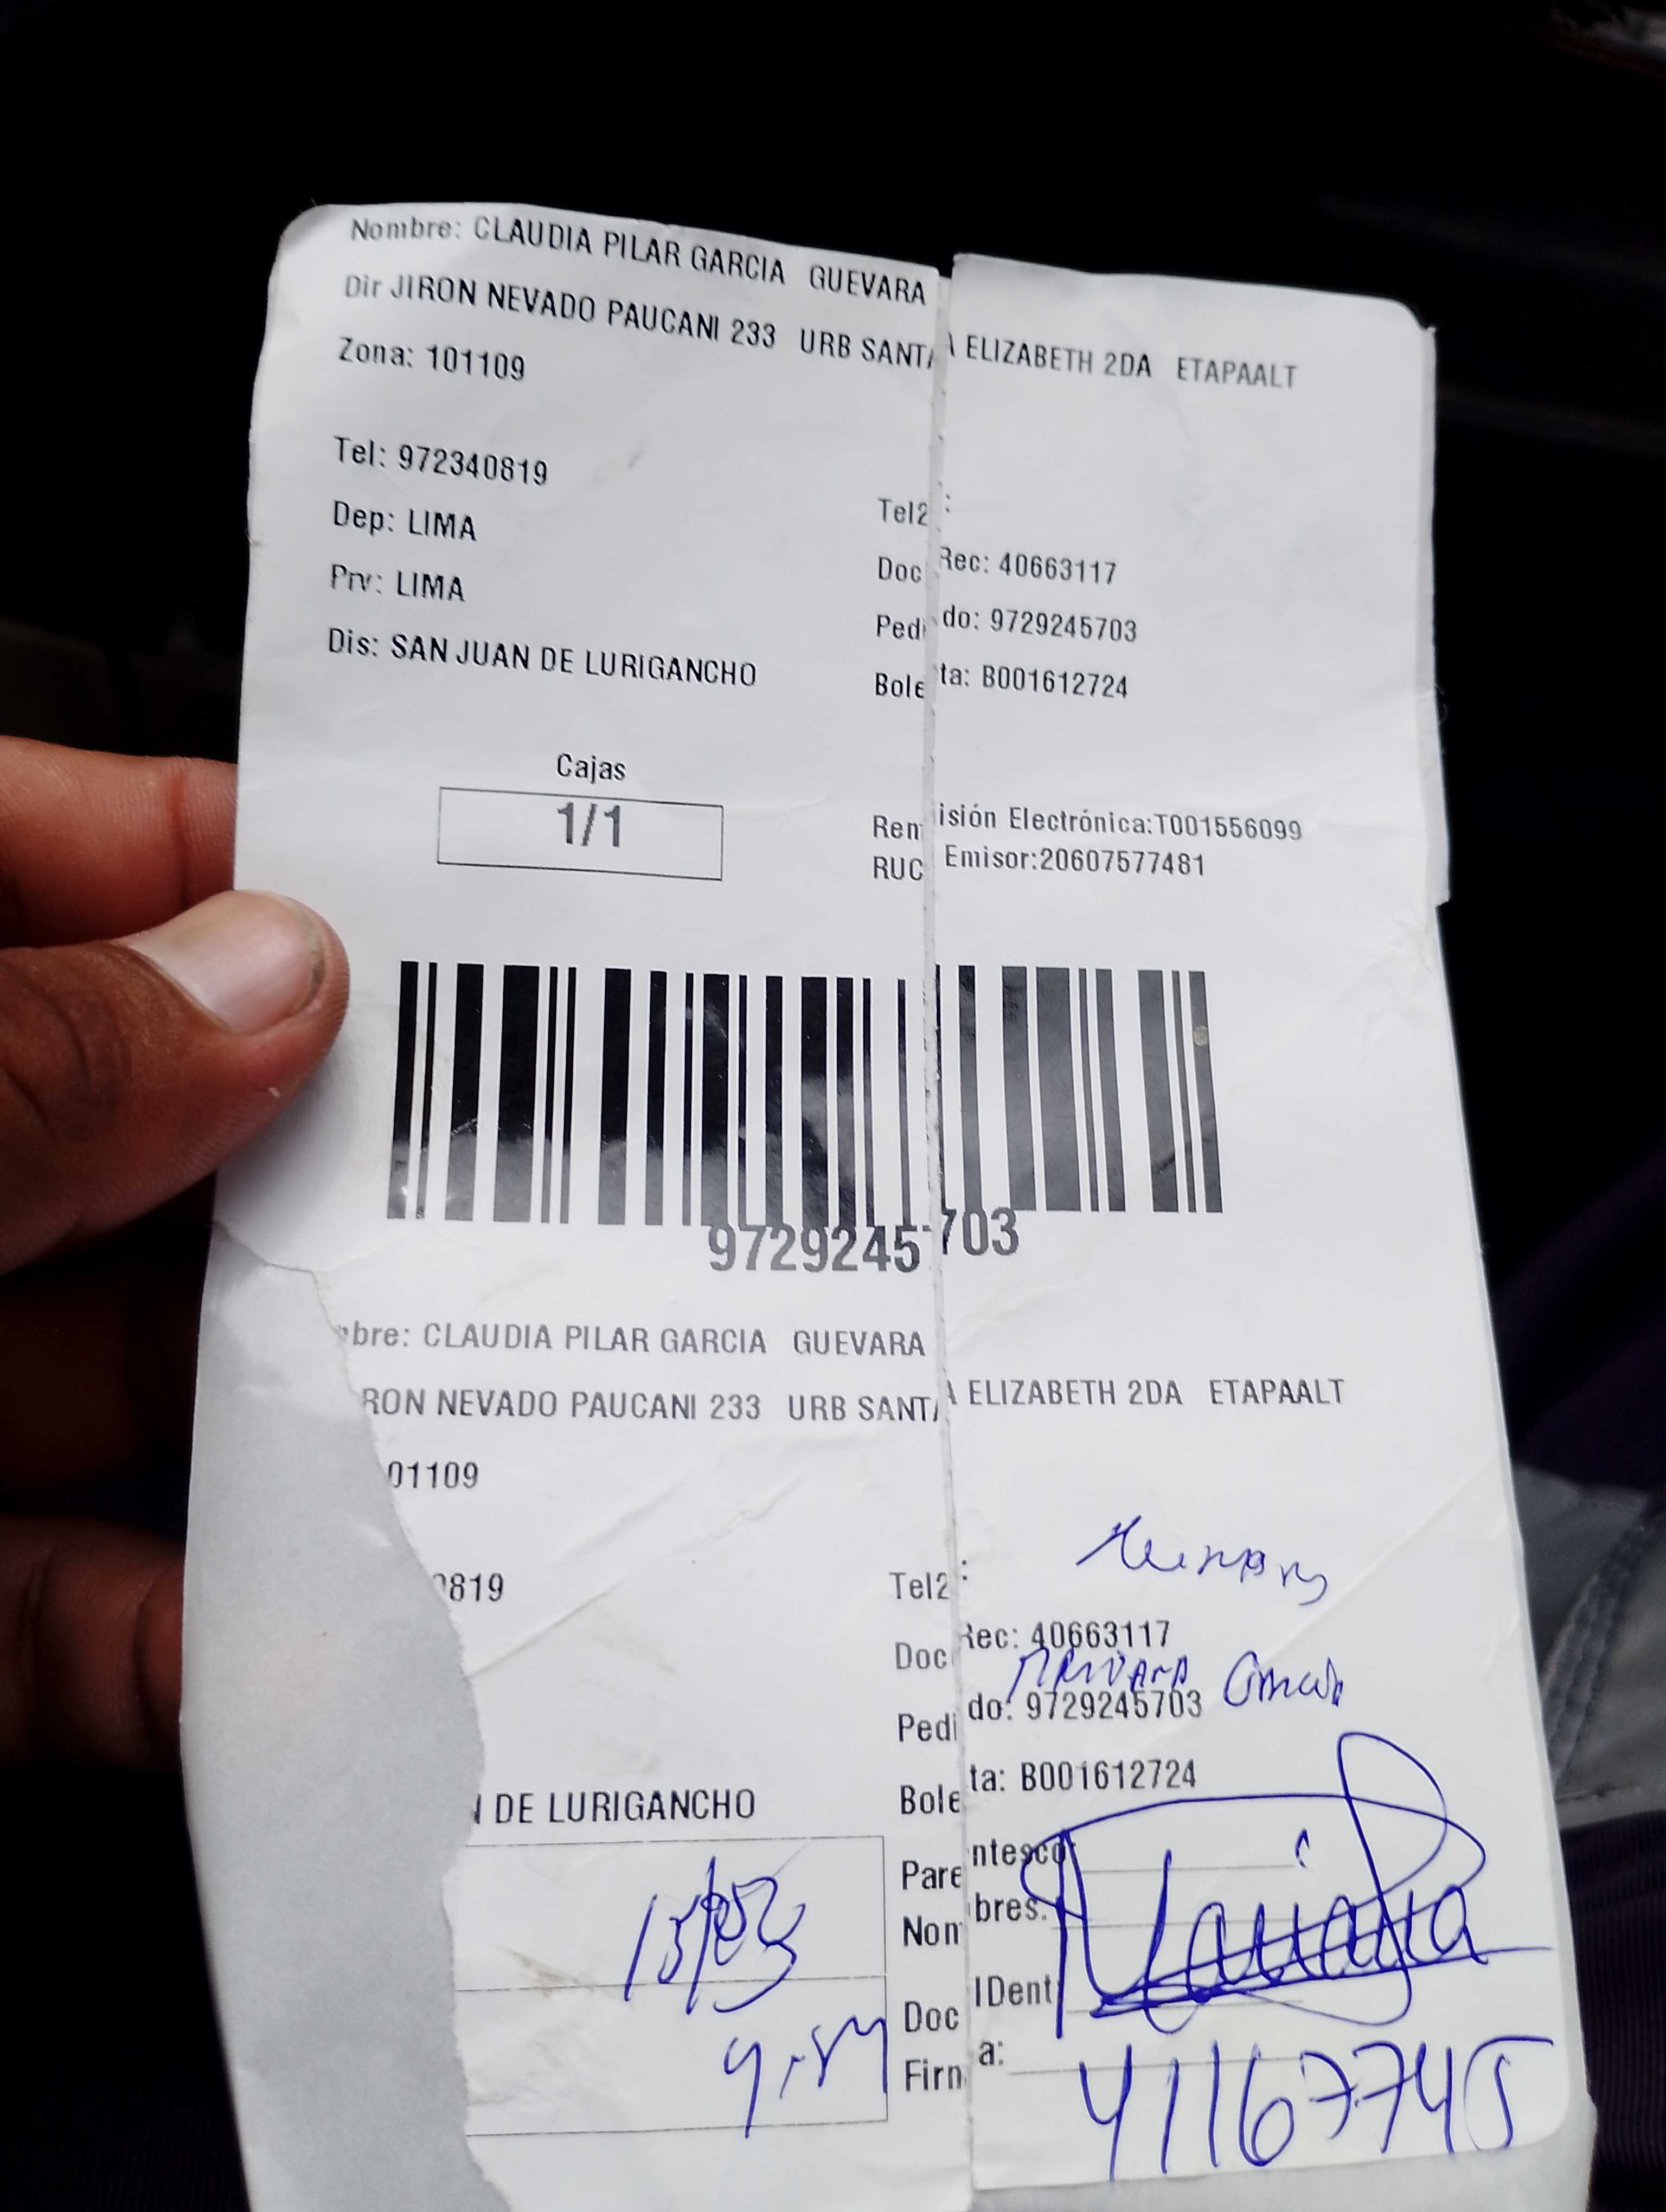 Nombre: CLAUDIA PILAR GARCIA GUEVARA
Dir JIRON NEVADO PAUCANI 233 URB SANTA ELIZABETH 2DA ETAPAALT
Zona: 101109
Tel: 972340819
Tel2:
Dep: LIMA
Doc Rec: 40663117
Prv: LIMA
Pedido: 9729245703
Dis: SAN JUAN DE LURIGANCHO
Boleta: B001612724
Cajas
1/1
Remisión Electrónica:T001556099
RUC Emisor:20607577481
9729245703
bre: CLAUDIA PILAR GARCIA GUEVARA
RON NEVADO PAUCANI 233 URB SANTA ELIZABETH 2DA ETAPAALT
01109
0819
Tel2:
Doc Rec: 40663117
Pedido: 9729245703
Boleta: B001612724
N DE LURIGANCHO
Parentesco
Nombres:
Doc IDent
Firma:
41167745